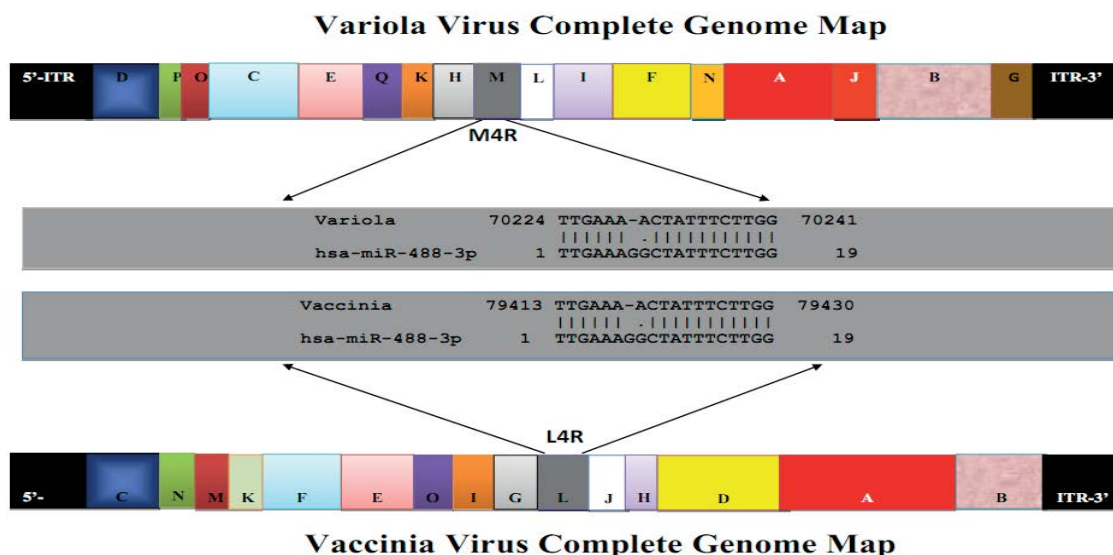 Variola Virus Complete Genome Map
5’-ITR D P O C E Q K H M L I F N A J B G ITR-3’
M4R
Variola 70224 TTGAAA-ACTATTTCTTGG 70241
|||||| .|||||||||||
hsa-miR-488-3p 1 TTGAAAGGCTATTTCTTGG 19
Vaccinia 79413 TTGAAA-ACTATTTCTTGG 79430
|||||| .|||||||||||
hsa-miR-488-3p 1 TTGAAAGGCTATTTCTTGG 19
L4R
5’- C N M K F E O I G L J H D A B ITR-3’
Vaccinia Virus Complete Genome Map